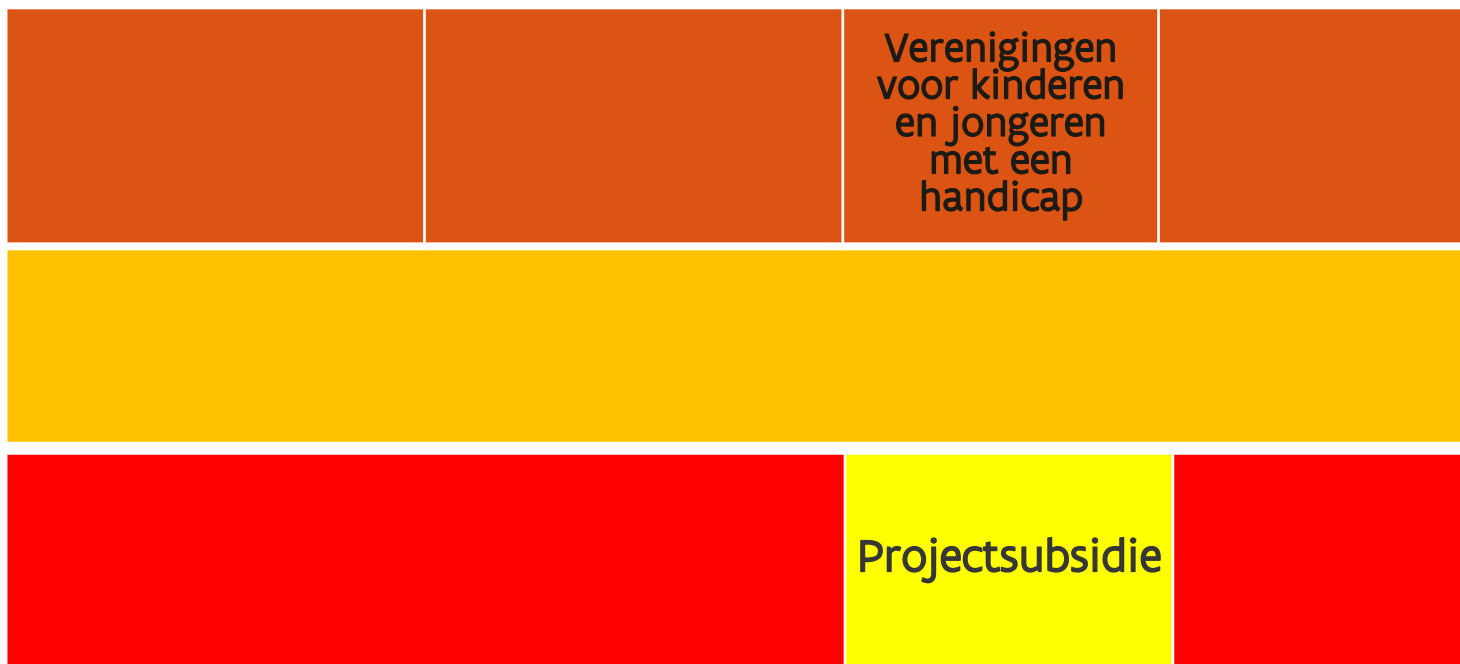 Verenigingen
voor kinderen
en jongeren
met een
handicap
Projectsubsidie